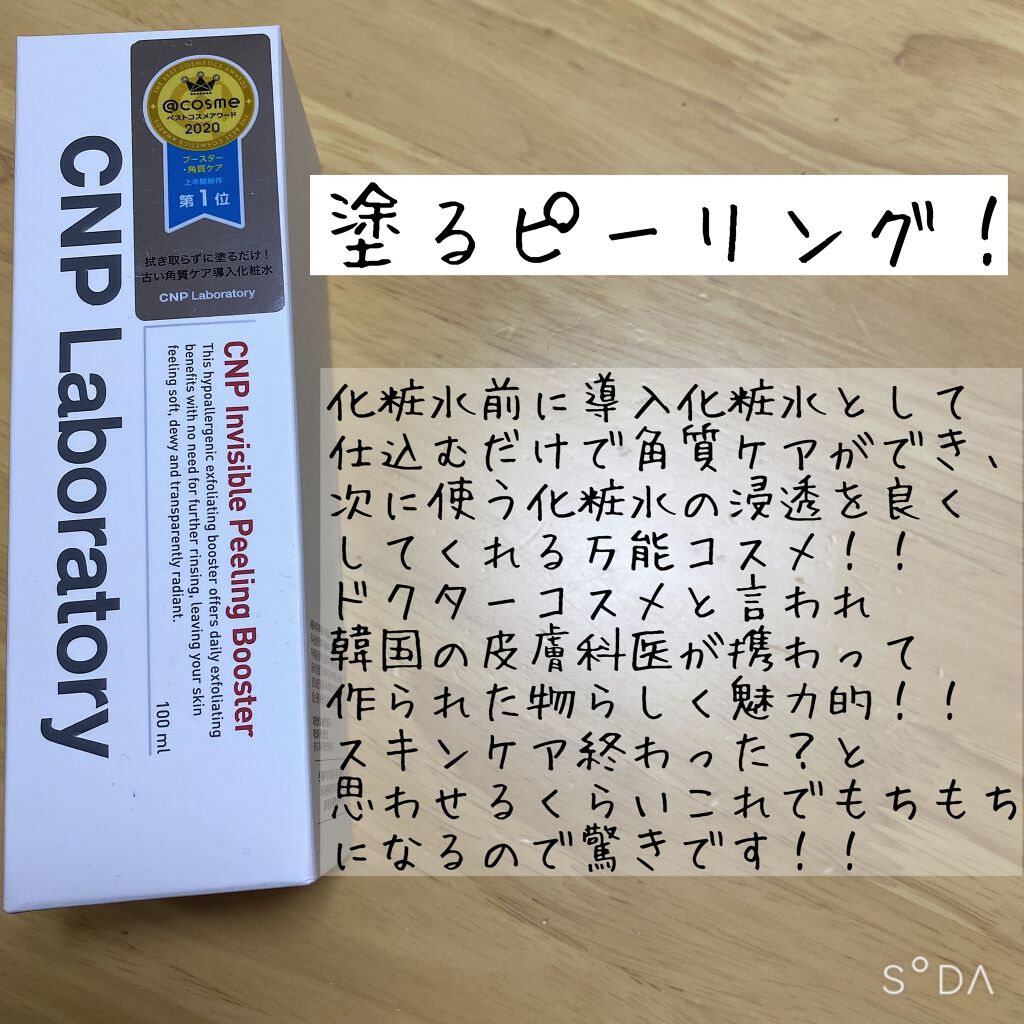 THE BEST COSMETICS AWARDS
@cosme
ベストコスメアワード
2020
ブースター
・角質ケア
上半期新作
第1位
拭き取らずに塗るだけ!
古い角質ケア導入化粧水
CNP Laboratory
CNP Laboratory
CNP Invisible Peeling Booster
This hypoallergenic exfoliating booster offers daily exfoliating
benefits with no need for further rinsing, leaving your skin
feeling soft, dewy and transparently radiant.
100 ml
塗るピーリング!
化粧水前に導入化粧水として
仕込むだけで角質ケアができ、
次に使う化粧水の浸透を良く
してくれる万能コスメ!!
ドクターコスメと言われ
韓国の皮膚科医が携わって
作られた物らしく魅力的!!
スキンケア終わった?と
思わせるくらいこれでもちもち
になるので驚きです!!
SODA